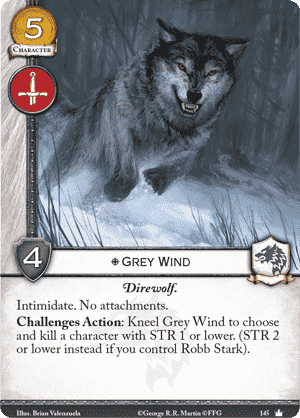 5
CHARACTER
4
GREY WIND
Direwolf.
Intimidate. No attachments.
Challenges Action: Kneel Grey Wind to choose
and kill a character with STR 1 or lower. (STR 2
or lower instead if you control Robb Stark).
Illus. Brian Valenzuela ©George R.R. Martin ©FFG 145